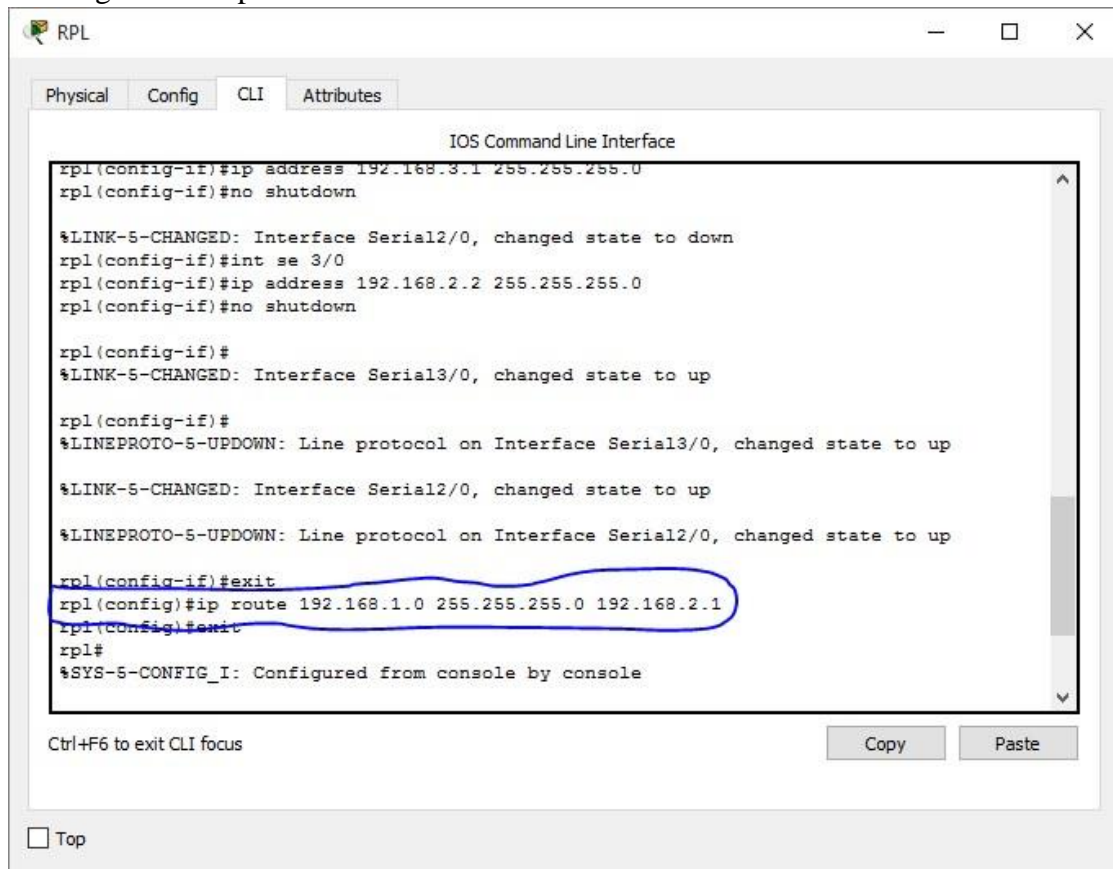 RPL
Physical Config CLI Attributes
IOS Command Line Interface
rpl(config-if)#ip address 192.168.3.1 255.255.255.0
rpl(config-if)#no shutdown
%LINK-5-CHANGED: Interface Serial2/0, changed state to down
rpl(config-if)#int se 3/0
rpl(config-if)#ip address 192.168.2.2 255.255.255.0
rpl(config-if)#no shutdown
rpl(config-if)#
%LINK-5-CHANGED: Interface Serial3/0, changed state to up
rpl(config-if)#
%LINEPROTO-5-UPDOWN: Line protocol on Interface Serial3/0, changed state to up
%LINK-5-CHANGED: Interface Serial2/0, changed state to up
%LINEPROTO-5-UPDOWN: Line protocol on Interface Serial2/0, changed state to up
rpl(config-if)#exit
rpl(config)#ip route 192.168.1.0 255.255.255.0 192.168.2.1
rpl(config)#exit
rpl#
%SYS-5-CONFIG_I: Configured from console by console
Ctrl+F6 to exit CLI focus
Copy Paste
Top